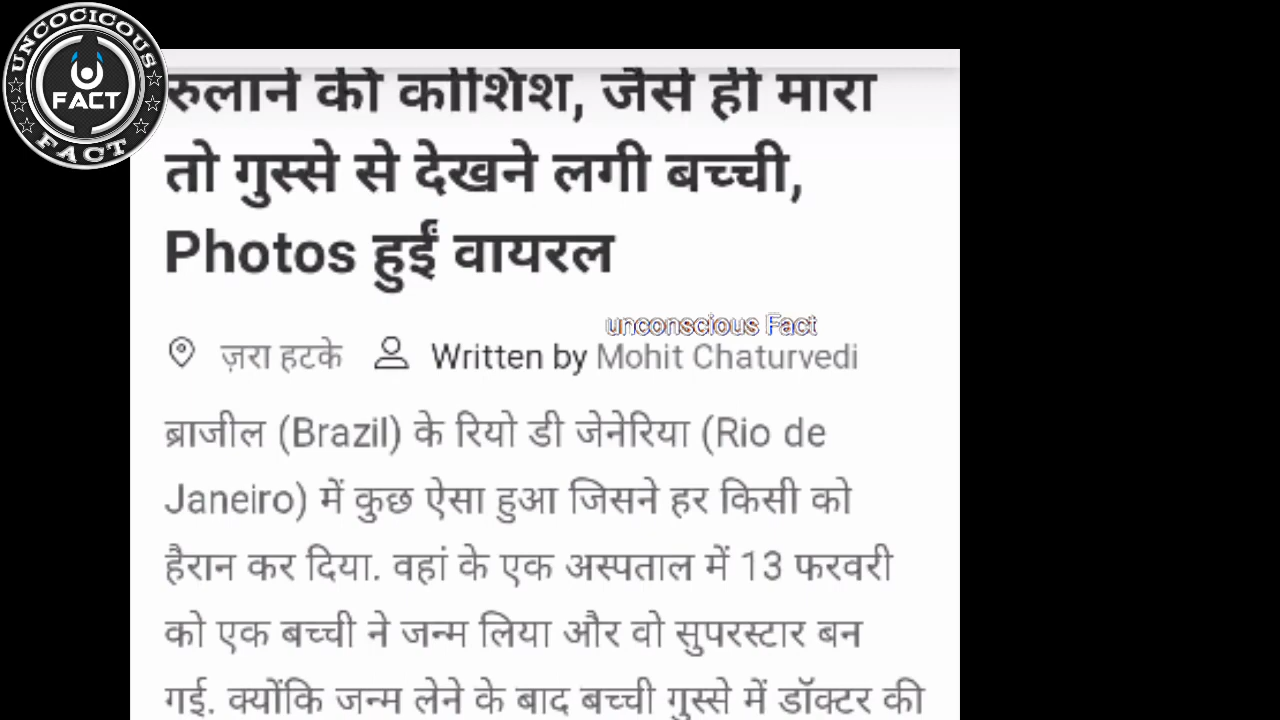 UNCOCICOUS
FACT
FACT
रुलाने की कोशिश, जैसे ही मारा
तो गुस्से से देखने लगी बच्ची,
Photos हुईं वायरल
unconscious Fact
ज़रा हटके Written by Mohit Chaturvedi
ब्राजील (Brazil) के रियो डी जेनेरिया (Rio de
Janeiro) में कुछ ऐसा हुआ जिसने हर किसी को
हैरान कर दिया. वहां के एक अस्पताल में 13 फरवरी
को एक बच्ची ने जन्म लिया और वो सुपरस्टार बन
गई. क्योंकि जन्म लेने के बाद बच्ची गुस्से में डॉक्टर की